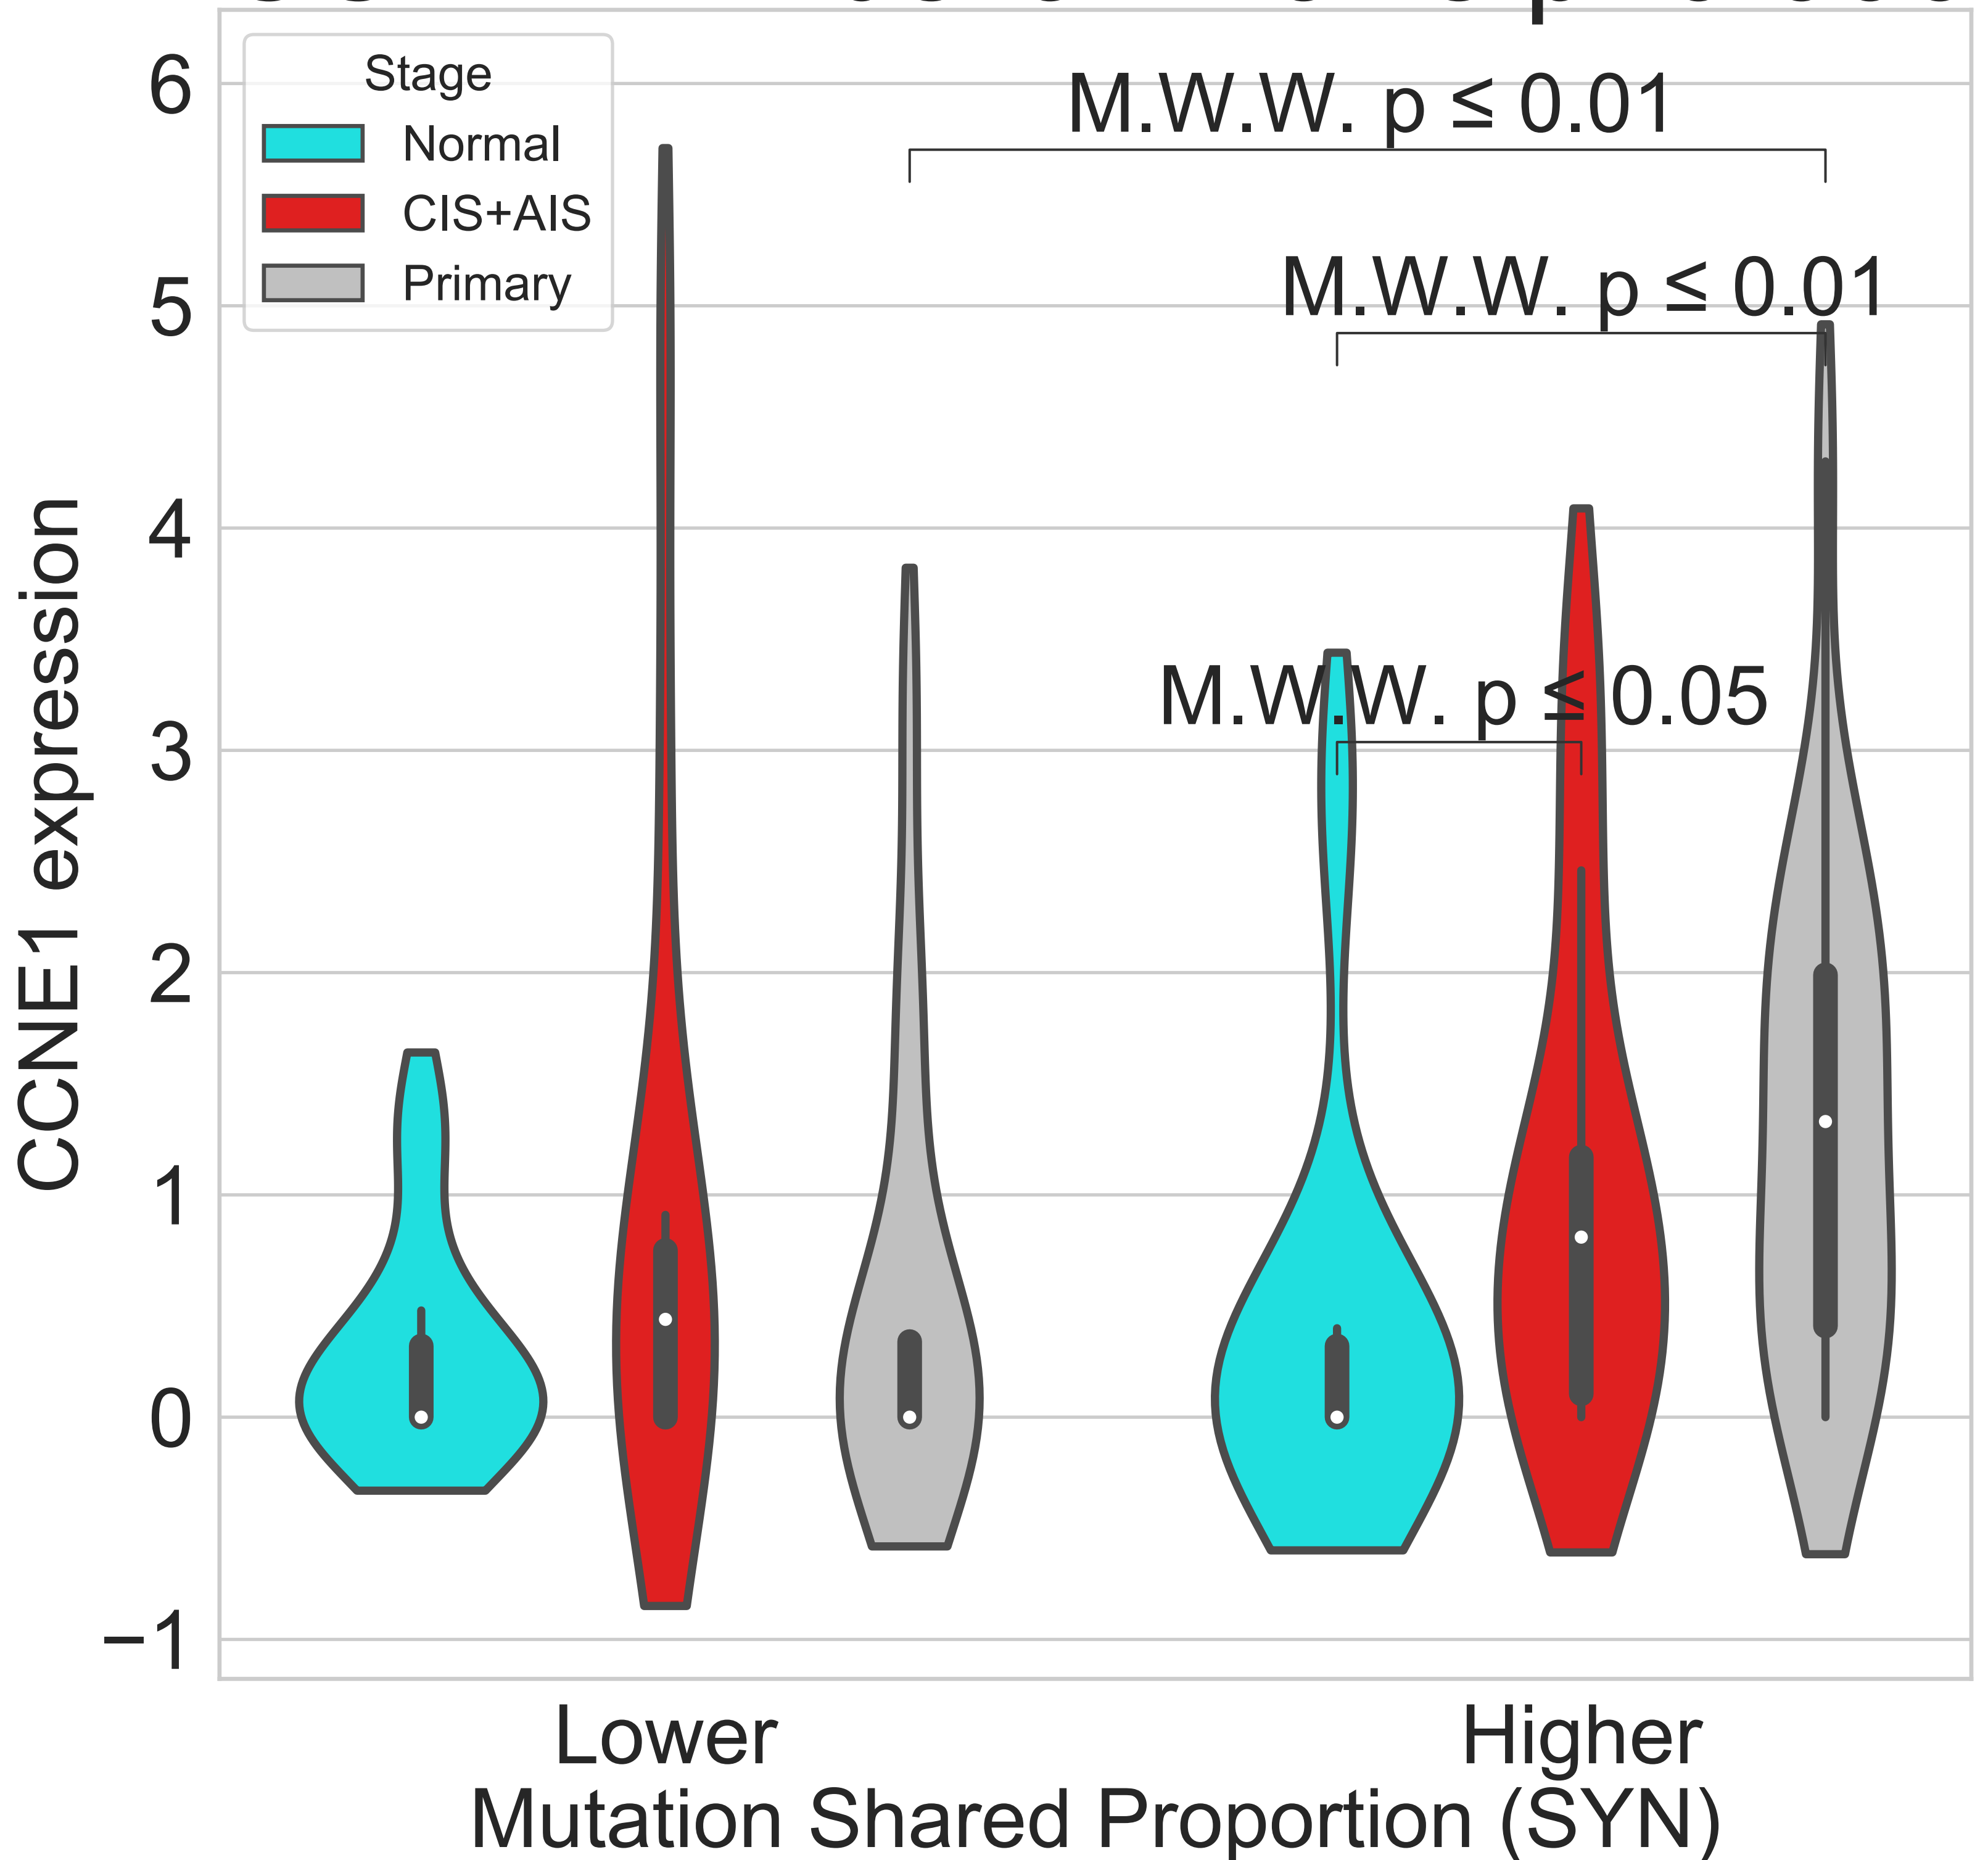 Stage
Normal
CIS+AIS
Primary
M.W.W. p ≤ 0.01
M.W.W. p ≤ 0.01
M.W.W. p ≤ 0.05
6
5
4
3
2
1
0
−1
CCNE1 expression
Lower
Higher
Mutation Shared Proportion (SYN)